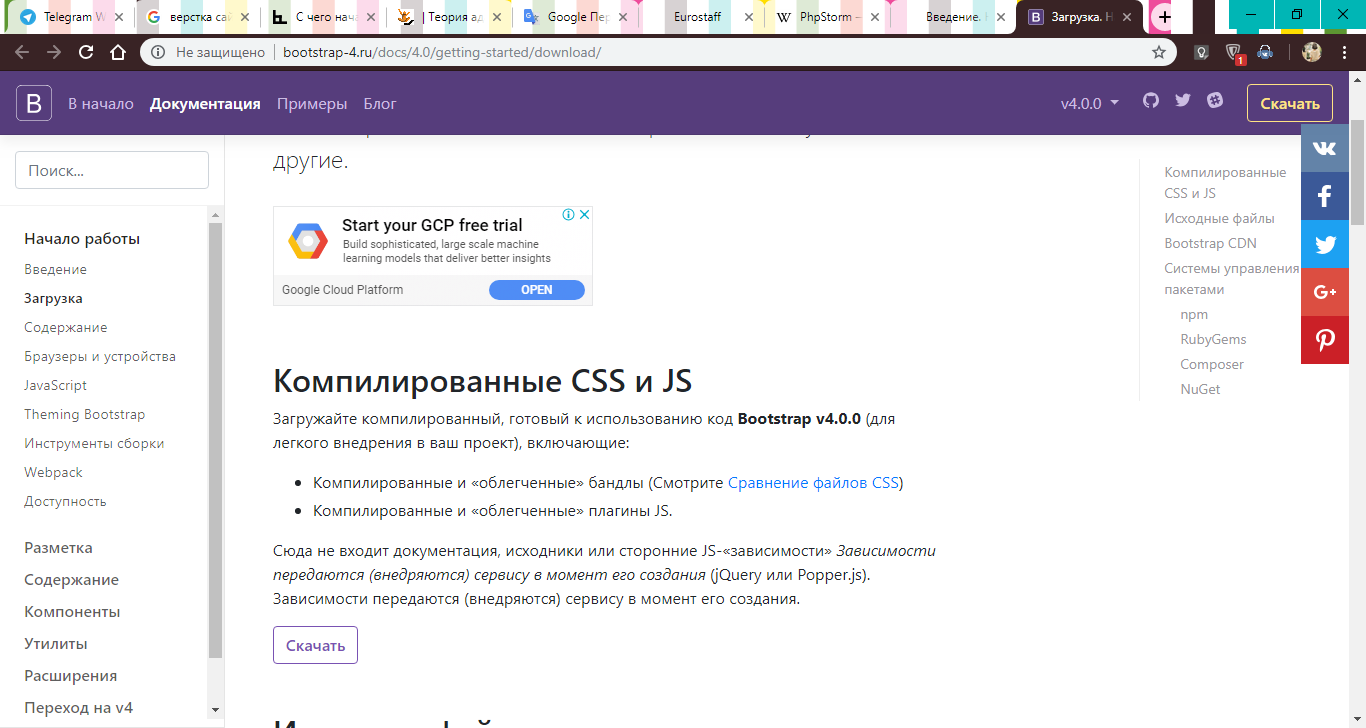 Telegram W
верстка сай
С чего нача
| Теория ад
Google Пер
Eurostaff
PhpStorm –
Введение. Н
Загрузка. Н
Не защищено
bootstrap-4.ru/docs/4.0/getting-started/download/
1
B
В начало
Документация
Примеры
Блог
v4.0.0
Скачать
Поиск...
Начало работы
Введение
Загрузка
Содержание
Браузеры и устройства
JavaScript
Theming Bootstrap
Инструменты сборки
Webpack
Доступность
Разметка
Содержание
Компоненты
Утилиты
Расширения
Переход на v4
другие.
Start your GCP free trial
Build sophisticated, large scale machine
learning models that deliver better insights
Google Cloud Platform
OPEN
Компилированные CSS и JS
Загружайте компилированный, готовый к использованию код Bootstrap v4.0.0 (для
легкого внедрения в ваш проект), включающие:
Компилированные и «облегченные» бандлы (Смотрите Сравнение файлов CSS)
Компилированные и «облегченные» плагины JS.
Сюда не входит документация, исходники или сторонние JS-«зависимости» Зависимости
передаются (внедряются) сервису в момент его создания (jQuery или Popper.js).
Зависимости передаются (внедряются) сервису в момент его создания.
Скачать
Компилированные
CSS и JS
Исходные файлы
Bootstrap CDN
Системы управления
пакетами
npm
RubyGems
Composer
NuGet
G+